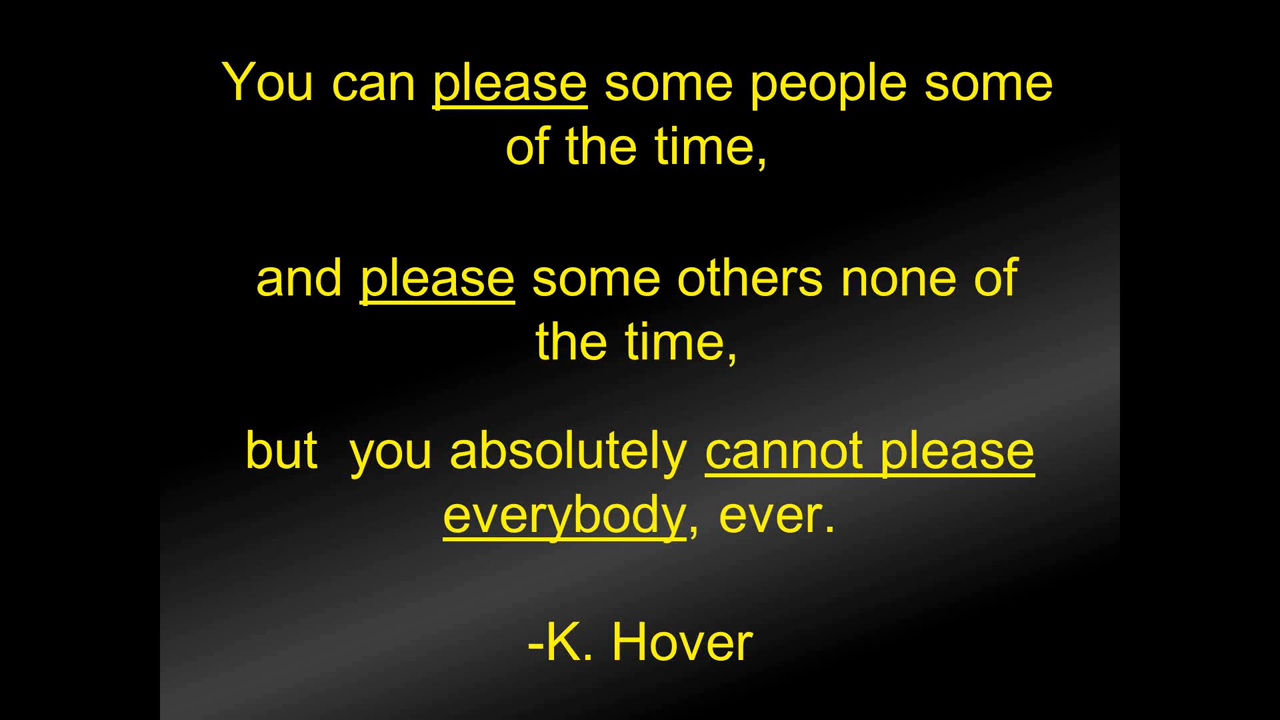 You can please some people some
of the time,
and please some others none of
the time,
but  you absolutely cannot please
everybody, ever.
-K. Hover